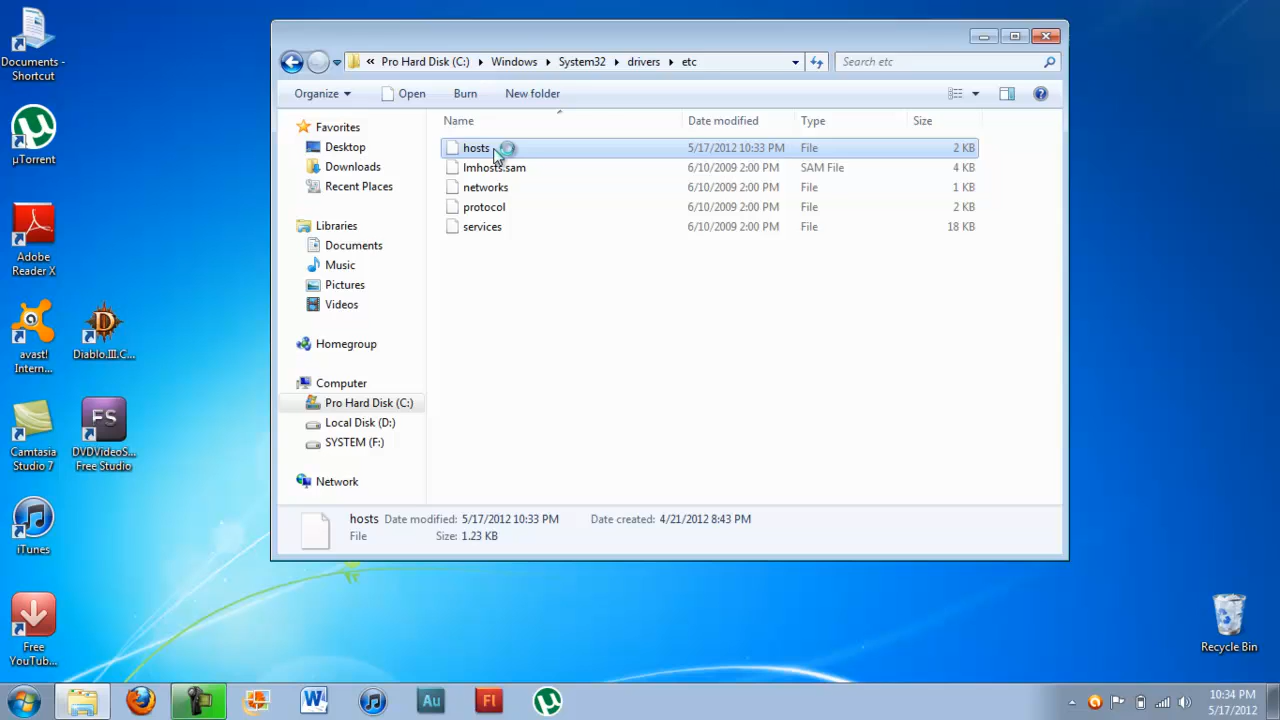 Documents -
Shortcut
µTorrent
Adobe
Reader X
avast!
Intern...
Diablo.III.C...
Camtasia
Studio 7
FS
DVDVideoS...
Free Studio
iTunes
Free
YouTub...
« Pro Hard Disk (C:) Windows System32 drivers etc
Search etc
Organize Open Burn New folder
Favorites
Desktop
Downloads
Recent Places
Libraries
Documents
Music
Pictures
Videos
Homegroup
Computer
Pro Hard Disk (C:)
Local Disk (D:)
SYSTEM (F:)
Network
Name Date modified Type Size
hosts 5/17/2012 10:33 PM File 2 KB
lmhosts.sam 6/10/2009 2:00 PM SAM File 4 KB
networks 6/10/2009 2:00 PM File 1 KB
protocol 6/10/2009 2:00 PM File 2 KB
services 6/10/2009 2:00 PM File 18 KB
hosts Date modified: 5/17/2012 10:33 PM Date created: 4/21/2012 8:43 PM
File Size: 1.23 KB
Recycle Bin
W
Au
Fl
10:34 PM
5/17/2012